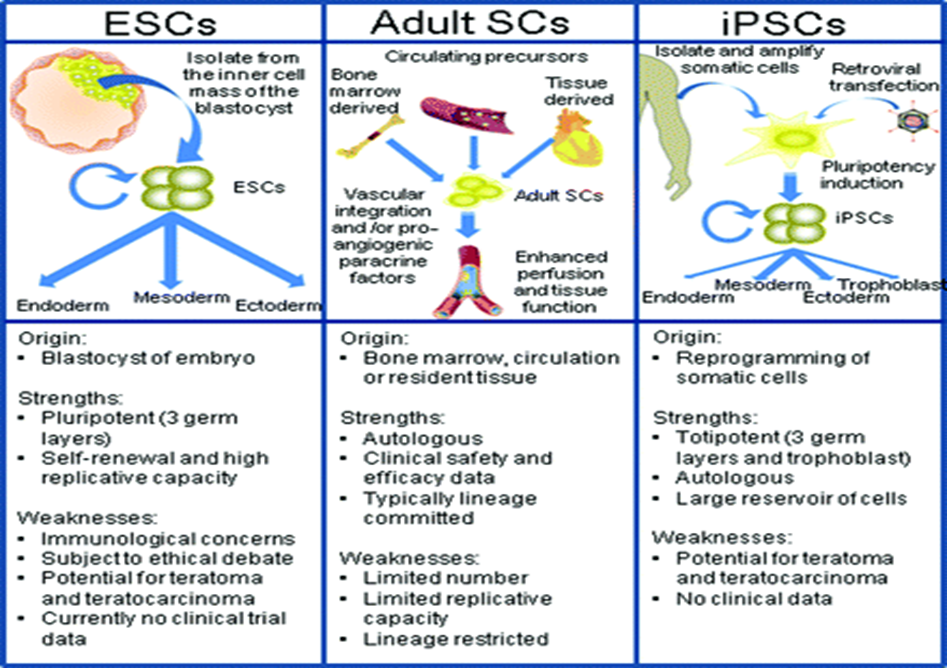 ESCs
Isolate from
the inner cell
mass of the
blastocyst
ESCs
Endoderm
Mesoderm
Ectoderm
Origin:
• Blastocyst of embryo
Strengths:
• Pluripotent (3 germ
layers)
• Self-renewal and high
replicative capacity
Weaknesses:
• Immunological concerns
• Subject to ethical debate
• Potential for teratoma
and teratocarcinoma
• Currently no clinical trial
data
Adult SCs
Circulating precursors
Bone
marrow
derived
Tissue
derived
Adult SCs
Vascular
integration
and /or pro-
angiogenic
paracrine
factors
Enhanced
perfusion
and tissue
function
Origin:
• Bone marrow, circulation
or resident tissue
Strengths:
• Autologous
• Clinical safety and
efficacy data
• Typically lineage
committed
Weaknesses:
• Limited number
• Limited replicative
capacity
• Lineage restricted
iPSCs
Isolate and amplify
somatic cells
Retroviral
transfection
Pluripotency
induction
iPSCs
Endoderm
Mesoderm
Ectoderm
Trophoblast
Origin:
• Reprogramming of
somatic cells
Strengths:
• Totipotent (3 germ
layers and trophoblast)
• Autologous
• Large reservoir of cells
Weaknesses:
• Potential for teratoma
and teratocarcinoma
• No clinical data